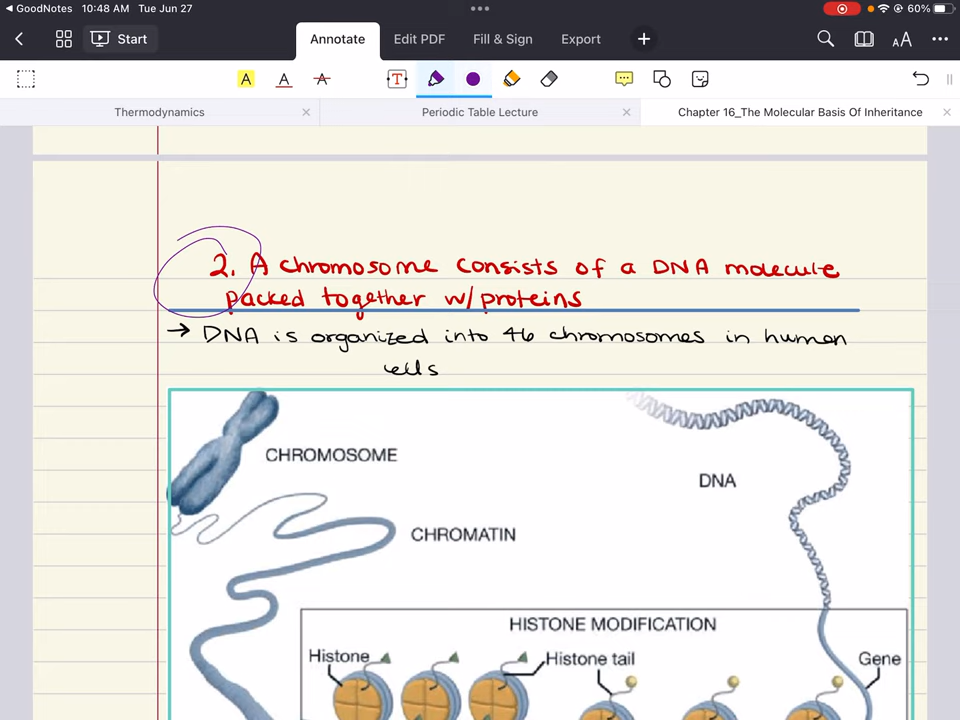 GoodNotes 10:48 AM Tue Jun 27 60%
Start Annotate Edit PDF Fill & Sign Export
A A A T AA
Thermodynamics Periodic Table Lecture Chapter 16_The Molecular Basis Of Inheritance
2. A chromosome consists of a DNA molecule
packed together w/proteins
→ DNA is organized into 46 chromosomes in human
cells
CHROMOSOME
DNA
CHROMATIN
HISTONE MODIFICATION
Histone Histone tail Gene